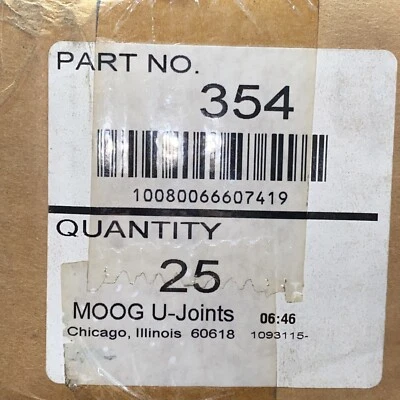 PART NO.
354
10080066607419
QUANTITY
25
MOOG U-Joints 06:46
Chicago, Illinois 60618 1093115-